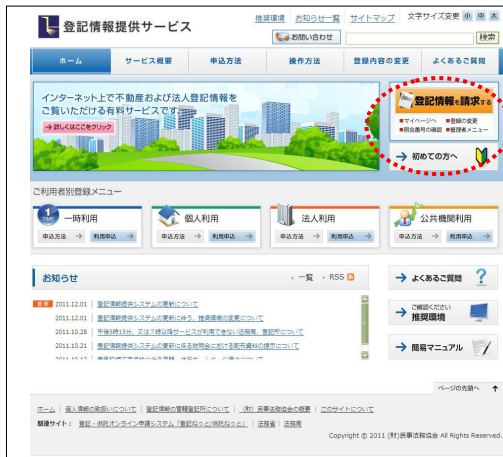 推奨環境 お知らせ一覧 サイトマップ 文字サイズ変更 小 中 大
登記情報提供サービス
お問い合わせ 検索
ホーム サービス概要 申込方法 操作方法 登録内容の変更 よくあるご質問
インターネット上で不動産および法人登記情報を
ご覧いただける有料サービスです。
→詳しくはここをクリック
登記情報を請求する
■マイページへ ■登録の変更
■照会番号の確認 ■管理者メニュー
→ 初めての方へ
ご利用者別登録メニュー
1 TIME 一時利用 個人利用 法人利用 公共機関利用
申込方法 → 利用申込 → 申込方法 → 利用申込 → 申込方法 → 利用申込 → 申込方法 → 利用申込 →
お知らせ ・一覧 ・RSS
→ よくあるご質問 ?
重要 2011.12.01 登記情報提供システムの更新について
2011.12.01 登記情報提供システムの更新に伴う、推奨環境の変更について
2011.10.28 午後5時15分、又は7時以降サービスが利用できない法務局、登記所について
2011.10.21 登記情報提供システムの更新に係る説明会における配布資料の提示について
→ ご確認ください
推奨環境
→ 簡易マニュアル
ページの先頭へ ↑
ホーム | 個人情報の取扱いについて | 登記情報の管轄登記所について | (財)民事法務協会の概要 | このサイトについて
関連サイト: 登記・供託オンライン申請システム「登記ねっと/供託ねっと」 | 法務省 | 法務局
Copyright © 2011 (財)民事法務協会 All Rights Reserved.